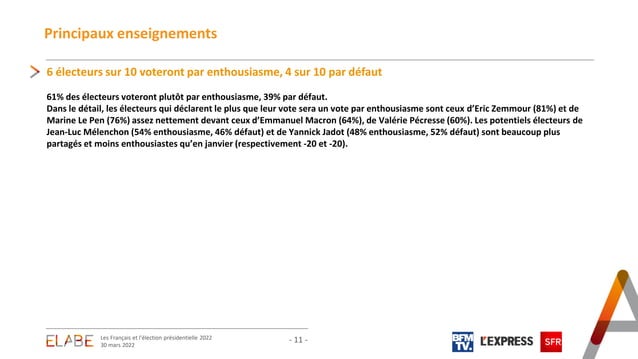 Principaux enseignements
6 électeurs sur 10 voteront par enthousiasme, 4 sur 10 par défaut
61% des électeurs voteront plutôt par enthousiasme, 39% par défaut.
Dans le détail, les électeurs qui déclarent le plus que leur vote sera un vote par enthousiasme sont ceux d'Eric Zemmour (81%) et de
Marine Le Pen (76%) assez nettement devant ceux d'Emmanuel Macron (64%), de Valérie Pécresse (60%). Les potentiels électeurs de
Jean-Luc Mélenchon (54% enthousiasme, 46% défaut) et de Yannick Jadot (48% enthousiasme, 52% défaut) sont beaucoup plus
partagés et moins enthousiastes qu'en janvier (respectivement -20 et -20).
ELABE
Les Français et l'élection présidentielle 2022
30 mars 2022
- 11 -
BFM
TV.
L'EXPRESS
SFR